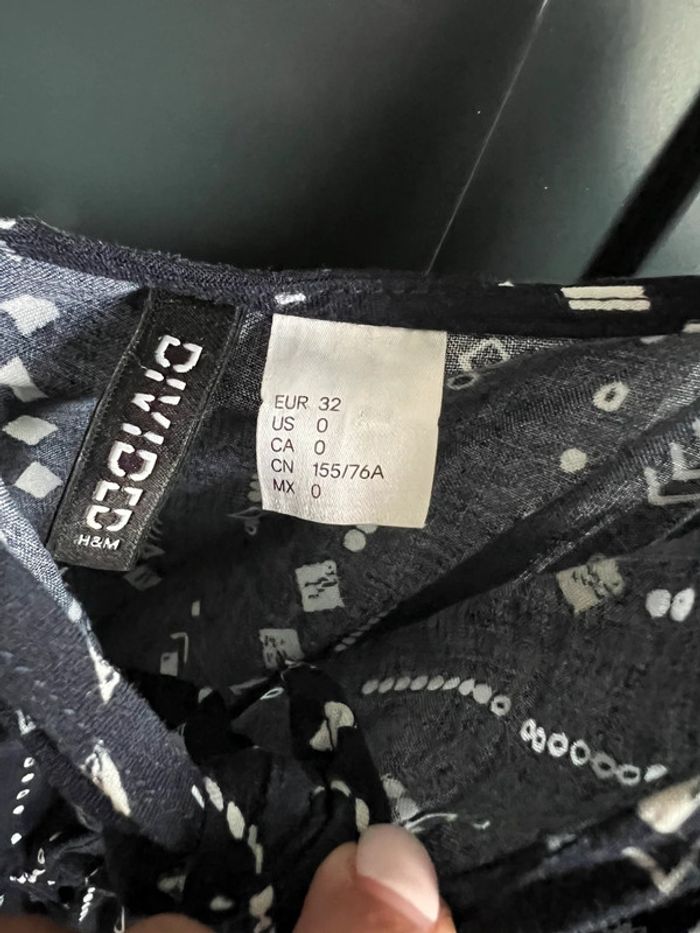 DIVIDED
H&M
EUR 32
US 0
CA 0
CN 155/76A
MX 0